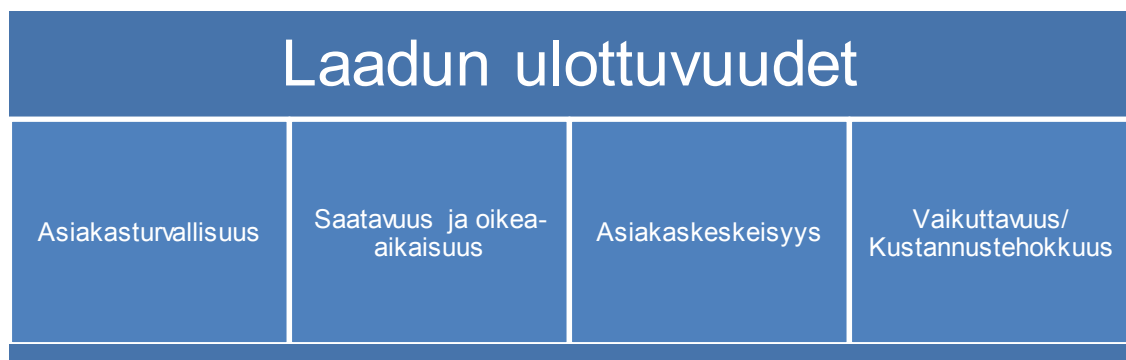 Laadun ulottuvuudet
Asiakasturvallisuus
Saatavuus ja oikea-
aikaisuus
Asiakaskeskeisyys
Vaikuttavuus/
Kustannustehokkuus